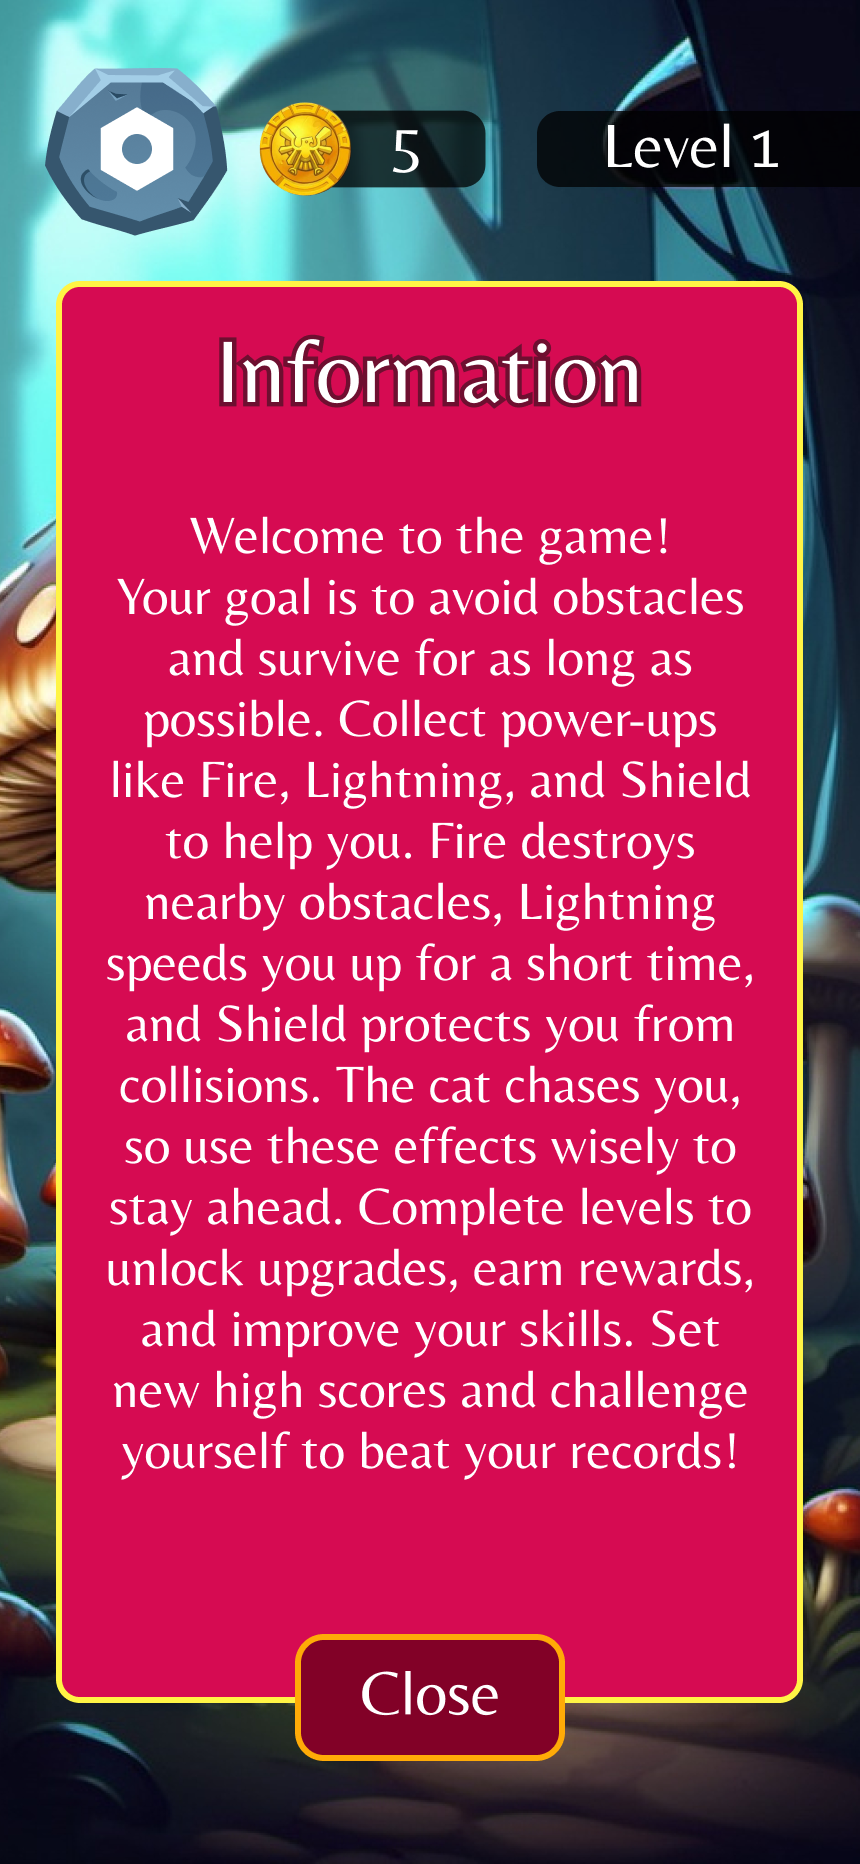 5
Level 1
Information
Welcome to the game!
Your goal is to avoid obstacles
and survive for as long as
possible. Collect power-ups
like Fire, Lightning, and Shield
to help you. Fire destroys
nearby obstacles, Lightning
speeds you up for a short time,
and Shield protects you from
collisions. The cat chases you,
so use these effects wisely to
stay ahead. Complete levels to
unlock upgrades, earn rewards,
and improve your skills. Set
new high scores and challenge
yourself to beat your records!
Close